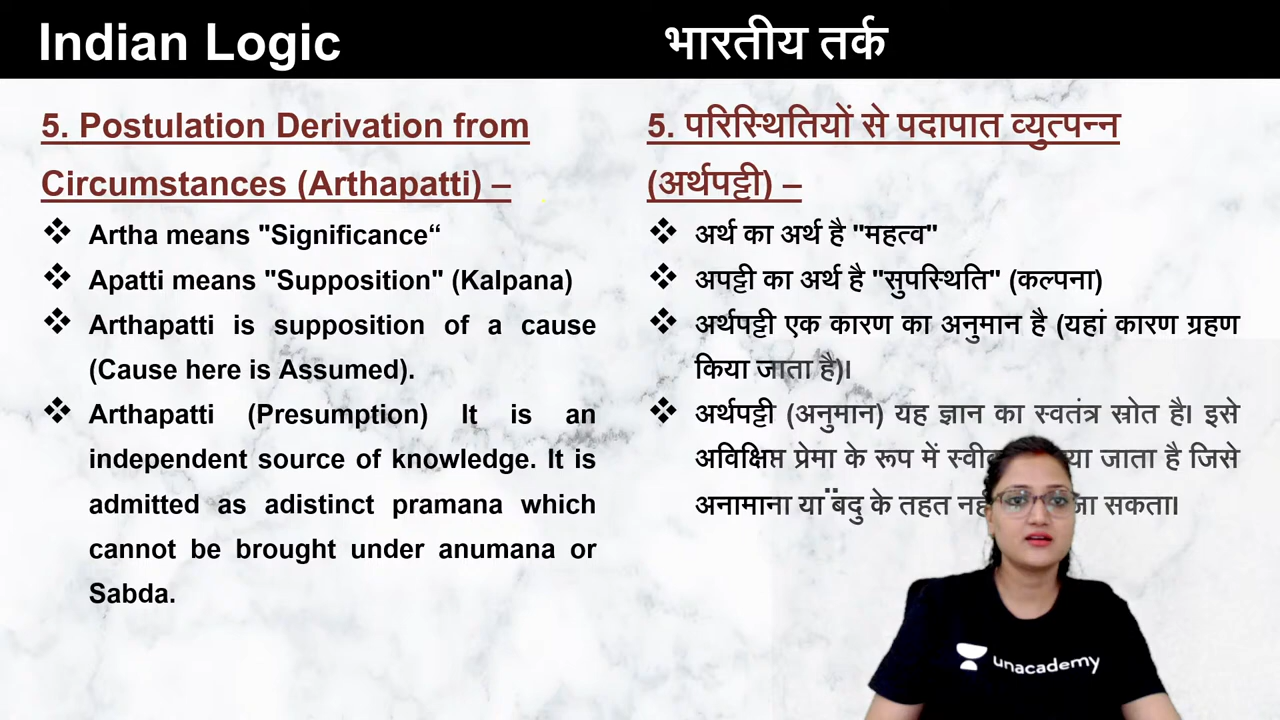 Indian Logic
भारतीय तर्क
5. Postulation Derivation from
Circumstances (Arthapatti) –
❖ Artha means "Significance“
❖ Apatti means "Supposition" (Kalpana)
❖ Arthapatti is supposition of a cause
(Cause here is Assumed).
❖ Arthapatti (Presumption) It is an
independent source of knowledge. It is
admitted as adistinct pramana which
cannot be brought under anumana or
Sabda.
5. परिस्थितियों से पदापात व्युत्पन्न
(अर्थपट्टी) –
❖ अर्थ का अर्थ है "महत्व"
❖ अपट्टी का अर्थ है "सुपरिस्थिति" (कल्पना)
❖ अर्थपट्टी एक कारण का अनुमान है (यहां कारण ग्रहण
किया जाता है)।
❖ अर्थपट्टी (अनुमान) यह ज्ञान का स्वतंत्र स्रोत है। इसे
अविक्षिप्त प्रेमा के रूप में जाता है जिसे
अनामाना या के तहत जा सकता।
unacademy